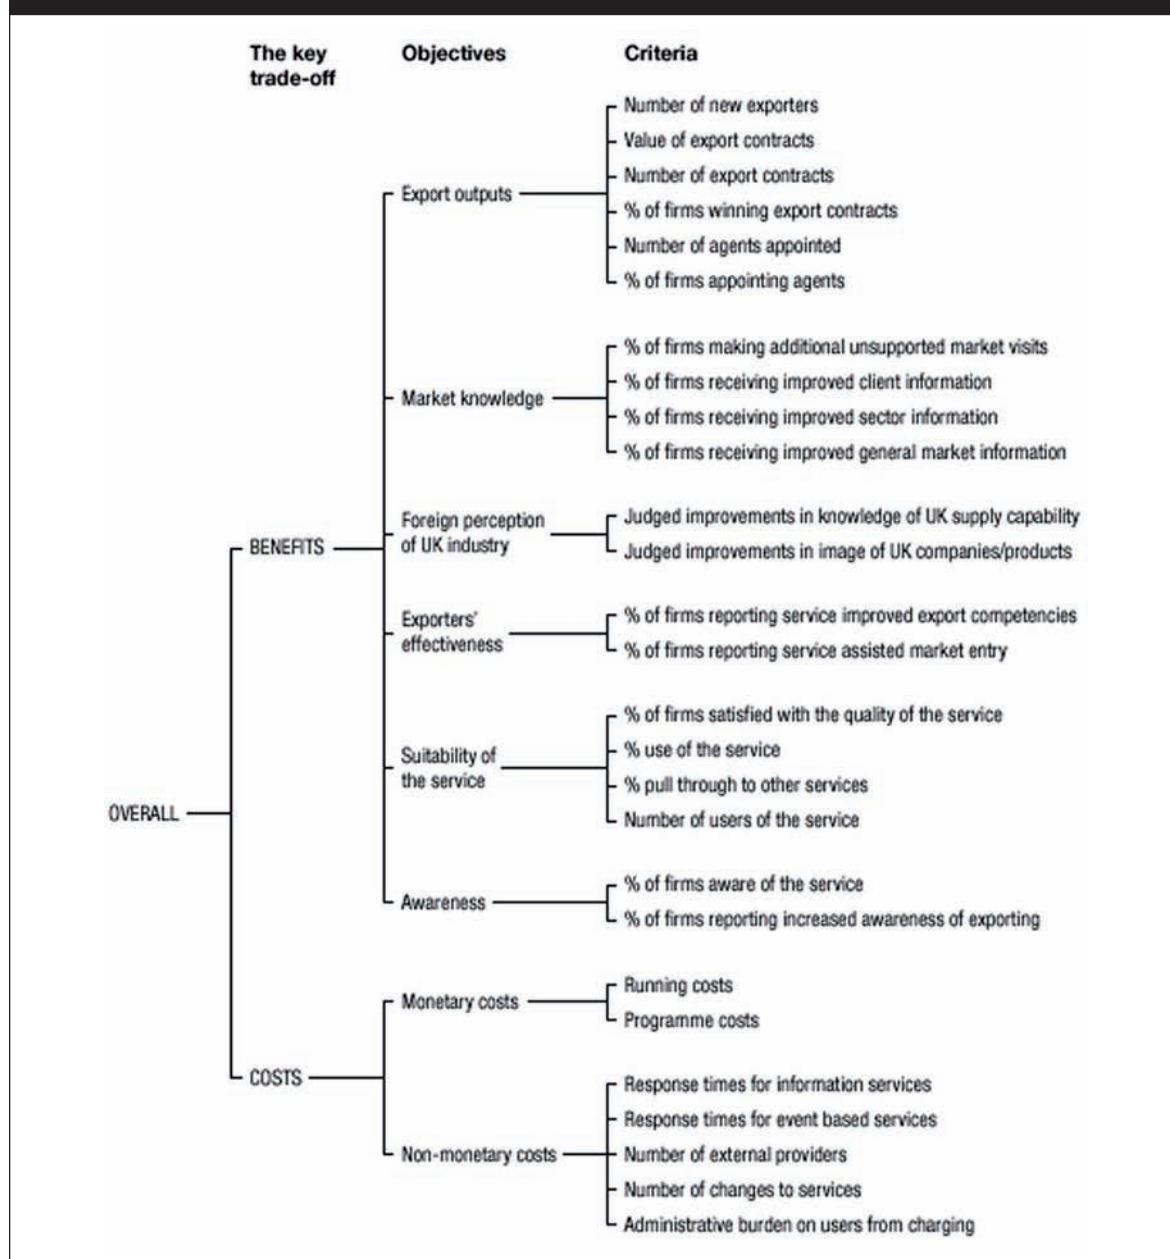 The key
trade-off
Objectives
Criteria
Number of new exporters
Value of export contracts
Number of export contracts
Export outputs
% of firms winning export contracts
Number of agents appointed
% of firms appointing agents
% of firms making additional unsupported market visits
% of firms receiving improved client information
Market knowledge
% of firms receiving improved sector information
% of firms receiving improved general market information
Foreign perception
of UK industry
Judged improvements in knowledge of UK supply capability
Judged improvements in image of UK companies/products
BENEFITS
Exporters'
effectiveness
% of firms reporting service improved export competencies
% of firms reporting service assisted market entry
Suitability of
the service
% of firms satisfied with the quality of the service
% use of the service
% pull through to other services
Number of users of the service
OVERALL
Awareness
% of firms aware of the service
% of firms reporting increased awareness of exporting
Monetary costs
Running costs
Programme costs
COSTS
Non-monetary costs
Response times for information services
Response times for event based services
Number of external providers
Number of changes to services
Administrative burden on users from charging